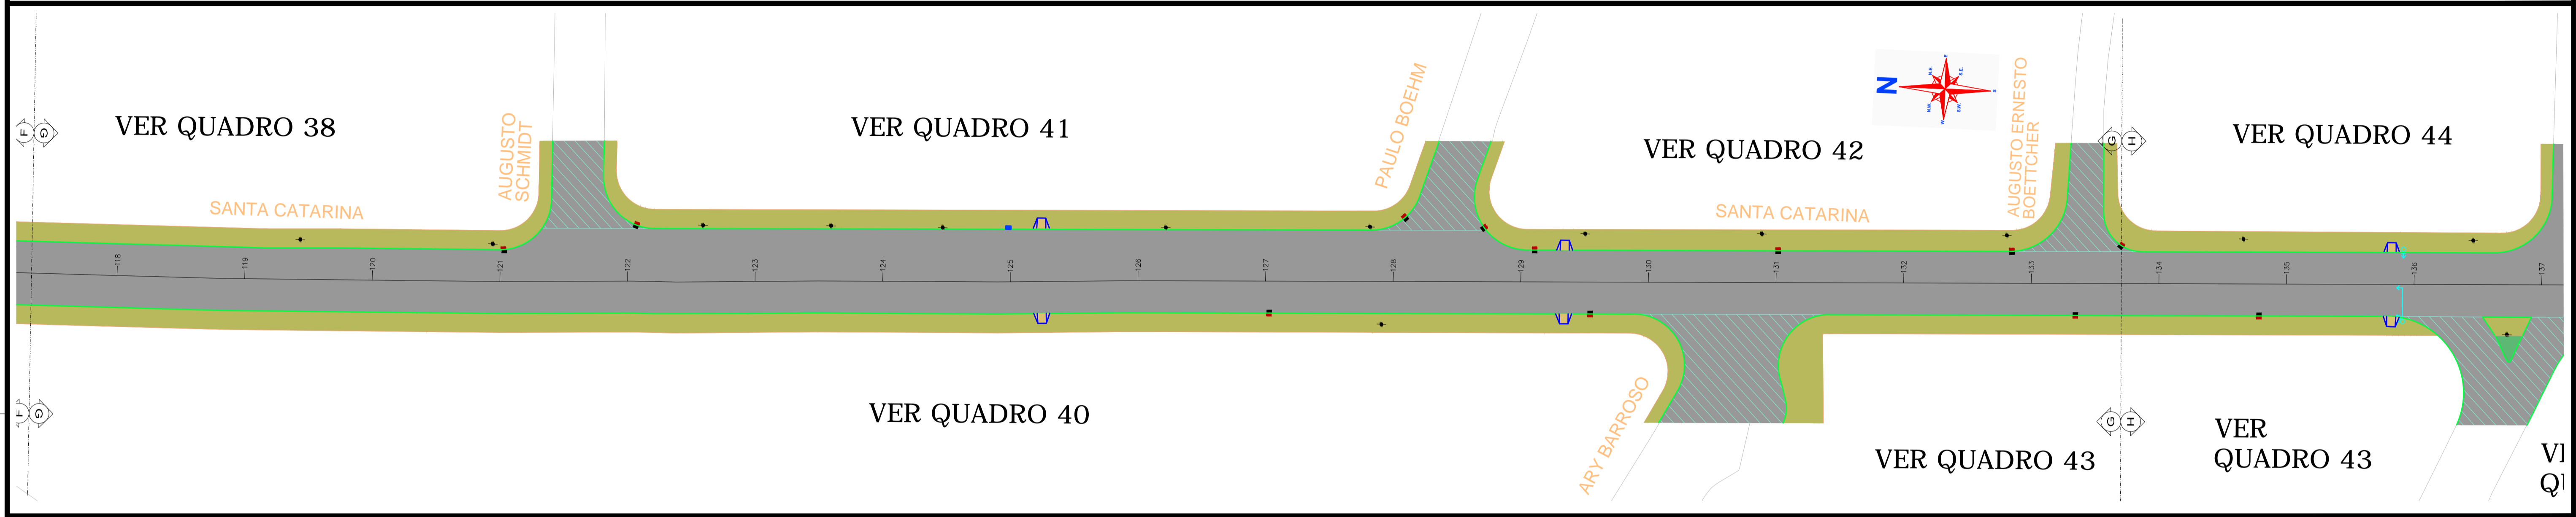 VER QUADRO 38
VER QUADRO 41
VER QUADRO 42
VER QUADRO 44
AUGUSTO
SCHMIDT
PAULO BOEHM
AUGUSTO ERNESTO
BOETTCHER
N
N.E.
E
S.E.
S
S.W.
W
N.W.
F
G
G
H
SANTA CATARINA
SANTA CATARINA
118
119
120
121
122
123
124
125
126
127
128
129
130
131
132
133
134
135
136
137
F
G
VER QUADRO 40
ARY BARROSO
VER QUADRO 43
G
H
VER
QUADRO 43